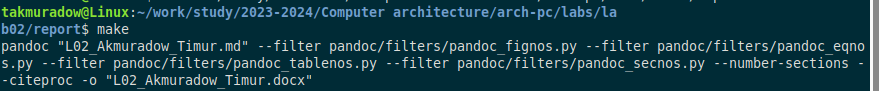 takmuradow@Linux:~/work/study/2023-2024/Computer architecture/arch-pc/labs/la
b02/report$ make
pandoc "L02_Akmuradow_Timur.md" --filter pandoc/filters/pandoc_fignos.py --filter pandoc/filters/pandoc_eqno
s.py --filter pandoc/filters/pandoc_tablenos.py --filter pandoc/filters/pandoc_secnos.py --number-sections -
-citeproc -o "L02_Akmuradow_Timur.docx"